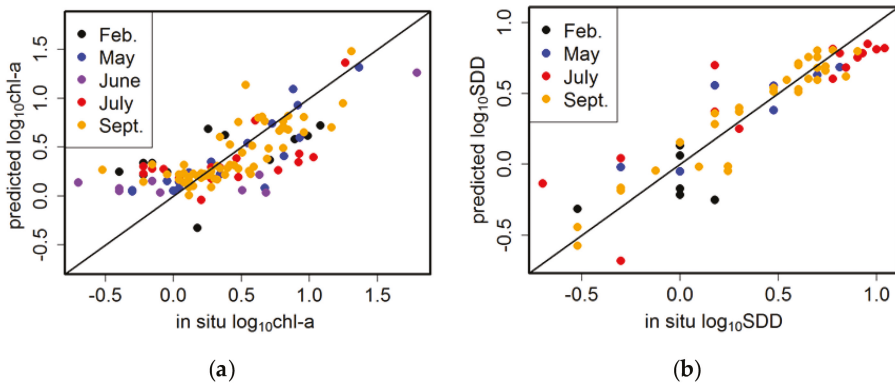 predicted log₁₀chl-a
1.5
1.0
0.5
0.0
-0.5
Feb.
May
June
July
Sept.
-0.5 0.0 0.5 1.0 1.5
in situ log₁₀chl-a
(a)
predicted log₁₀SDD
1.0
0.5
0.0
-0.5
Feb.
May
July
Sept.
-0.5 0.0 0.5 1.0
in situ log₁₀SDD
(b)